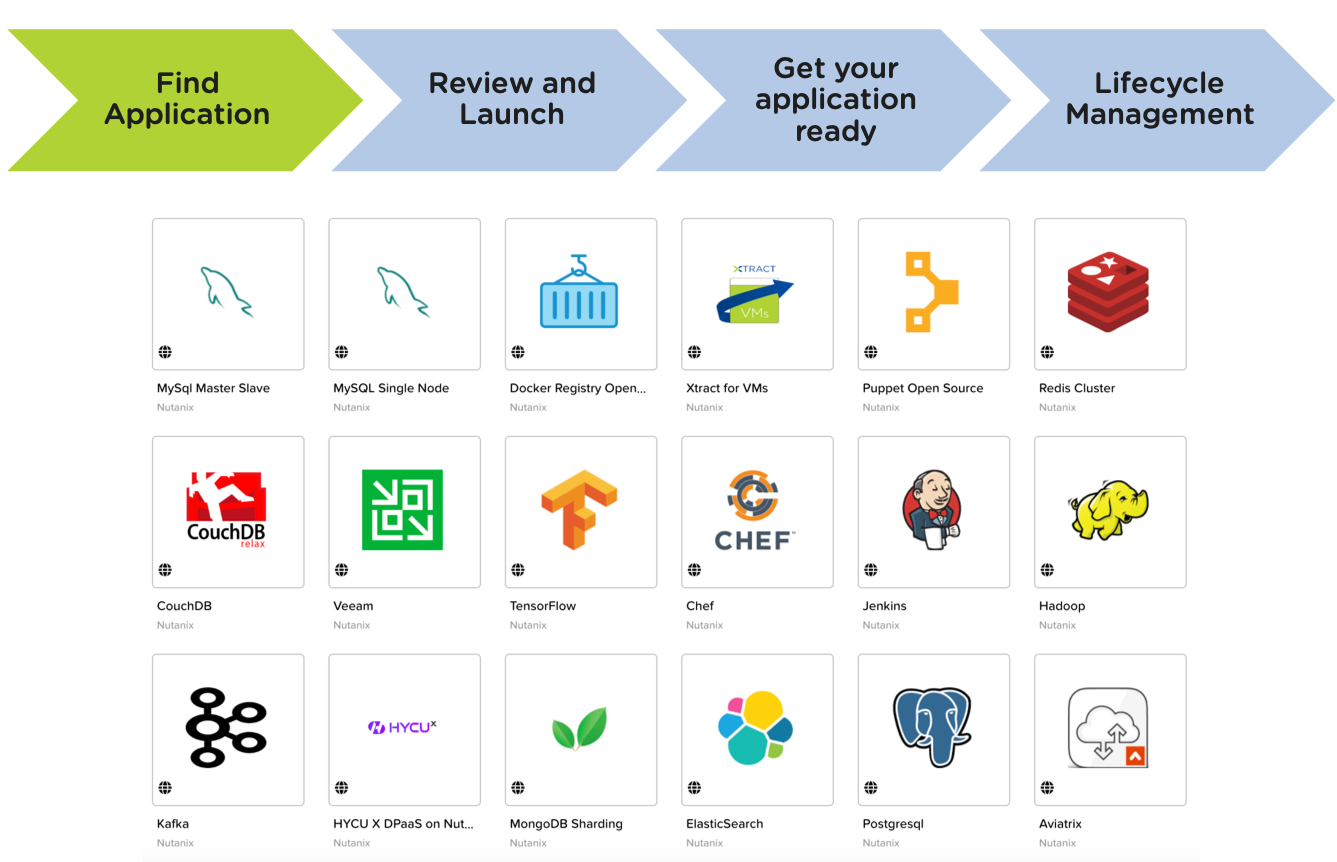 Find
Application
Review and
Launch
Get your
application
ready
Lifecycle
Management
XTRACT
VMs
MySql Master Slave
Nutanix
MySQL Single Node
Nutanix
Docker Registry Open...
Nutanix
Xtract for VMs
Nutanix
Puppet Open Source
Nutanix
Redis Cluster
Nutanix
CouchDB
relax
CHEF™
CouchDB
Nutanix
Veeam
Nutanix
TensorFlow
Nutanix
Chef
Nutanix
Jenkins
Nutanix
Hadoop
Nutanix
HYCUˣ
Kafka
Nutanix
HYCU X DPaaS on Nut...
Nutanix
MongoDB Sharding
Nutanix
ElasticSearch
Nutanix
Postgresql
Nutanix
Aviatrix
Nutanix